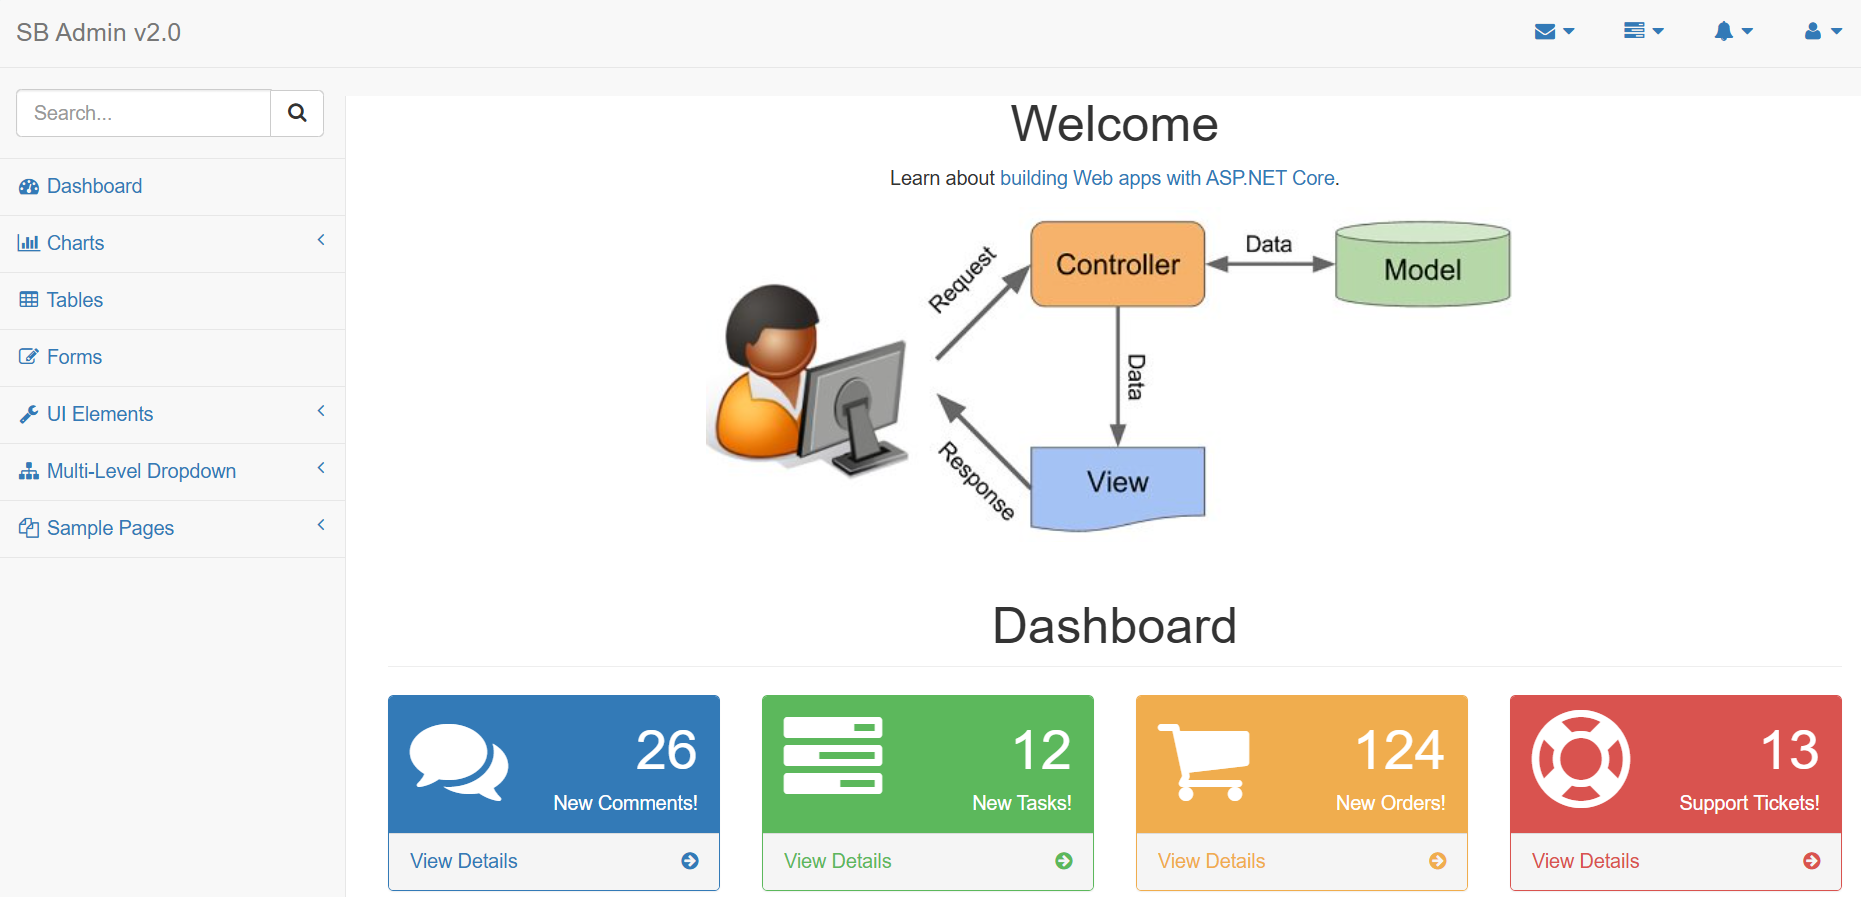 SB Admin v2.0
Search...
Dashboard
Charts
Tables
Forms
UI Elements
Multi-Level Dropdown
Sample Pages
Welcome
Learn about building Web apps with ASP.NET Core.
Request
Controller
Data
Model
Data
Response
View
Dashboard
26
New Comments!
View Details
12
New Tasks!
View Details
124
New Orders!
View Details
13
Support Tickets!
View Details